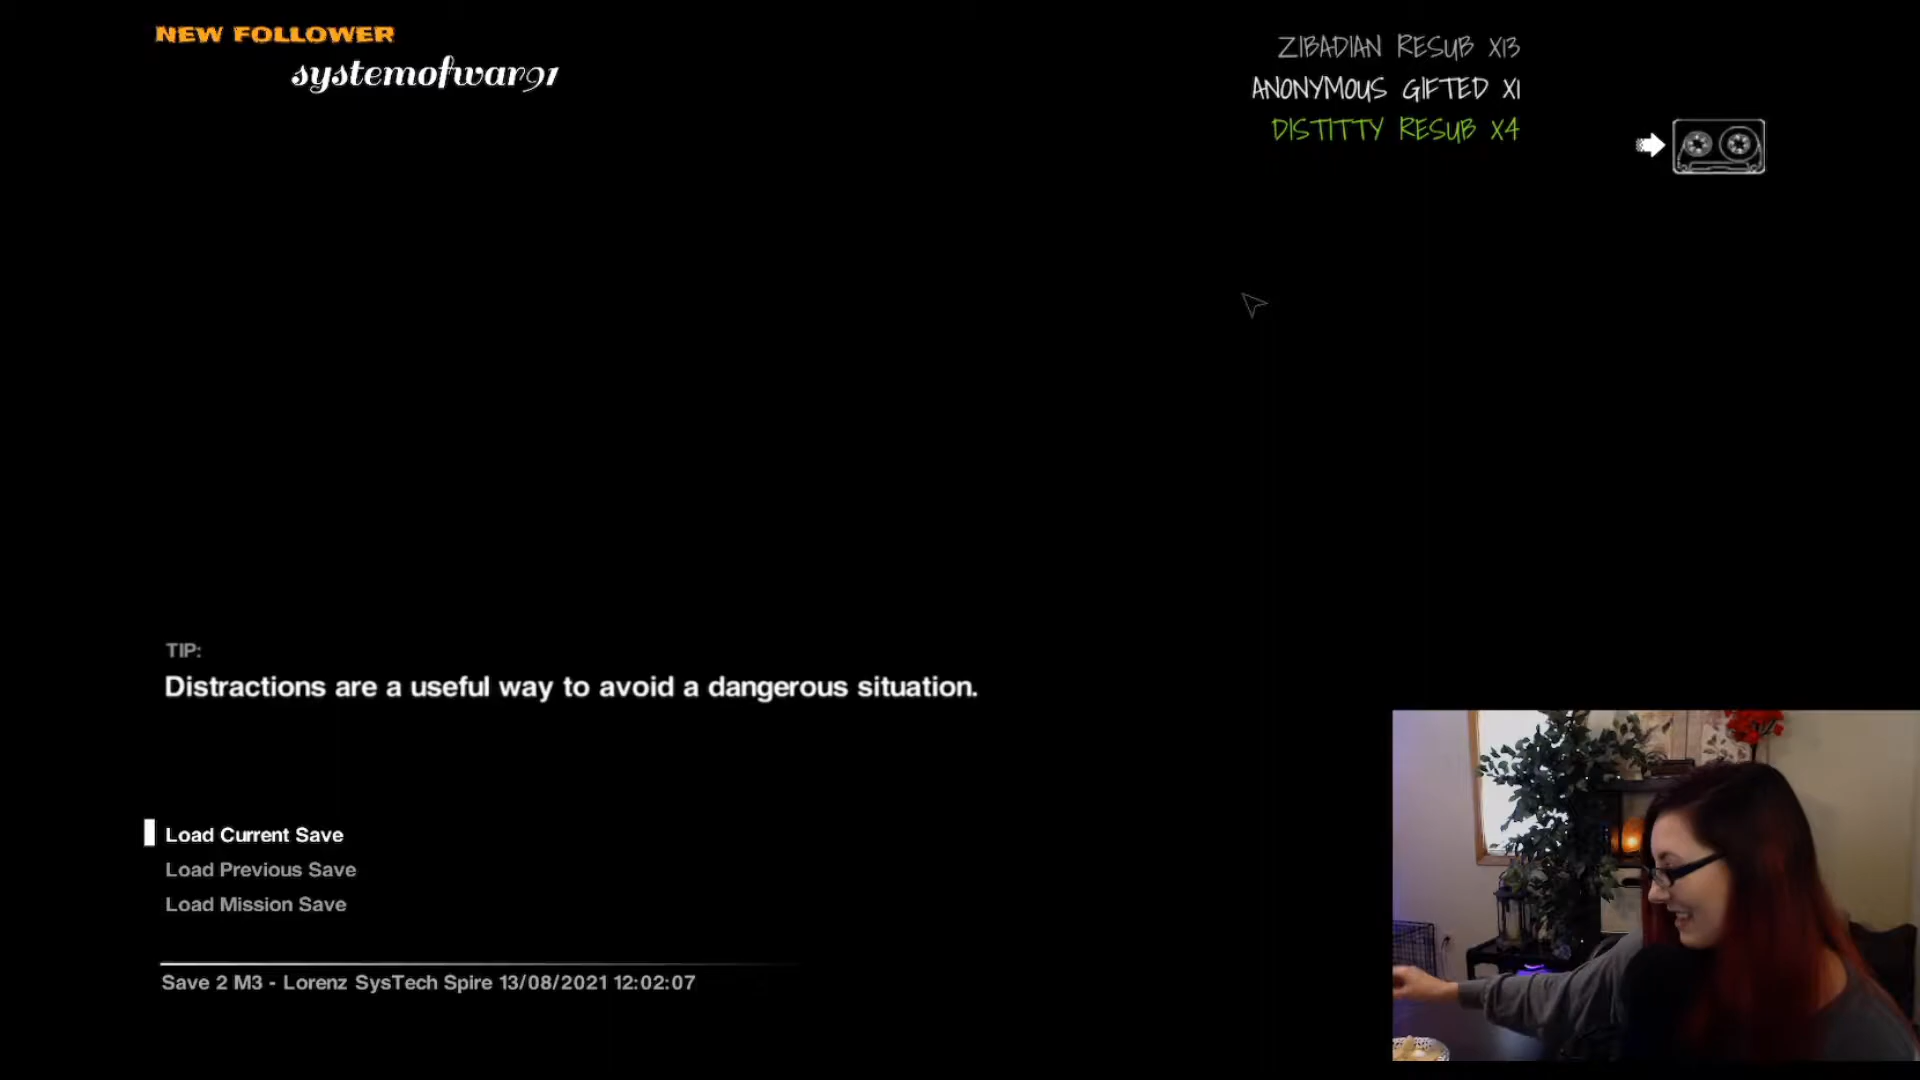 NEW FOLLOWER
systemofwar91
ZIBADIAN RESUB X13
ANONYMOUS GIFTED X1
DISTITTY RESUB X4
TIP:
Distractions are a useful way to avoid a dangerous situation.
Load Current Save
Load Previous Save
Load Mission Save
Save 2 M3 - Lorenz SysTech Spire 13/08/2021 12:02:07